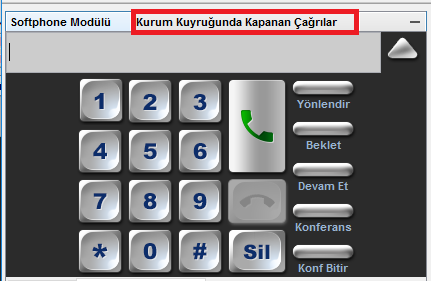 Softphone Modülü Kurum Kuyruğunda Kapanan Çağrılar
1 2 3
Yönlendir
4 5 6
Beklet
7 8 9
Devam Et
Konferans
* 0 # Sil
Konf Bitir